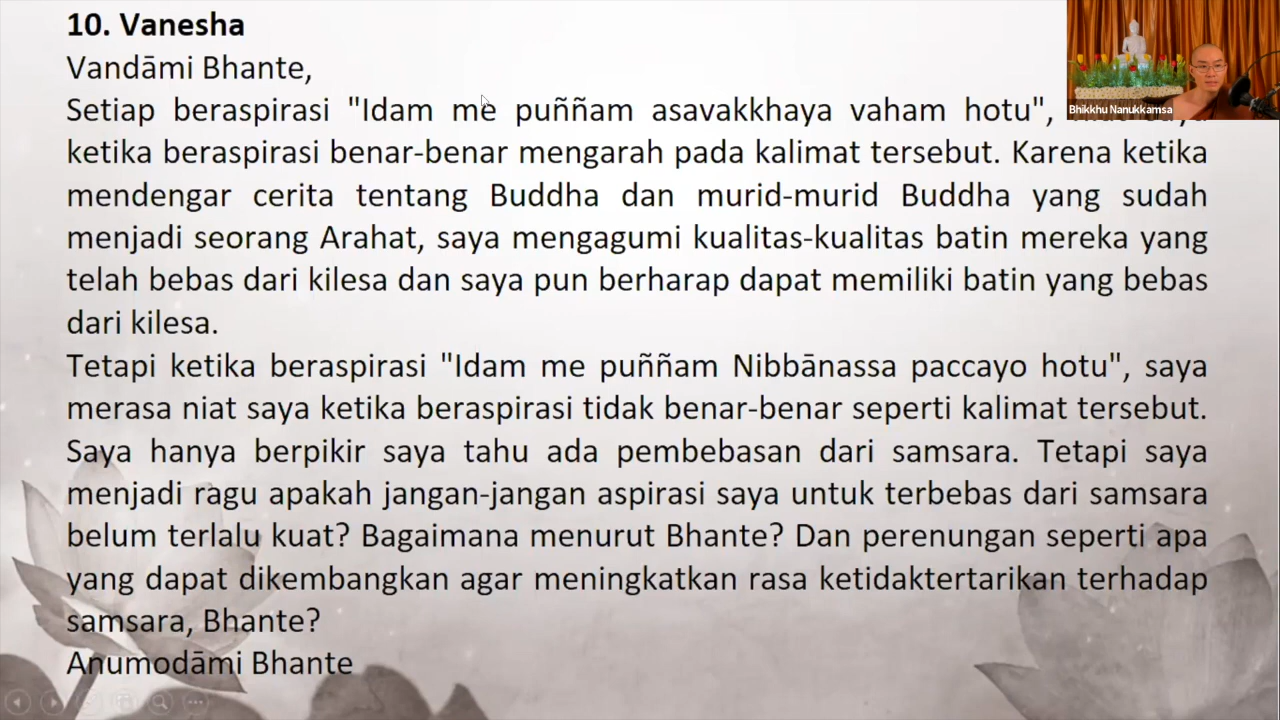 10. Vanesha
Vandāmi Bhante,
Setiap beraspirasi "Idam me puññam asavakkhaya vaham hotu",
ketika beraspirasi benar-benar mengarah pada kalimat tersebut. Karena ketika
mendengar cerita tentang Buddha dan murid-murid Buddha yang sudah
menjadi seorang Arahat, saya mengagumi kualitas-kualitas batin mereka yang
telah bebas dari kilesa dan saya pun berharap dapat memiliki batin yang bebas
dari kilesa.
Tetapi ketika beraspirasi "Idam me puññam Nibbānassa paccayo hotu", saya
merasa niat saya ketika beraspirasi tidak benar-benar seperti kalimat tersebut.
Saya hanya berpikir saya tahu ada pembebasan dari samsara. Tetapi saya
menjadi ragu apakah jangan-jangan aspirasi saya untuk terbebas dari samsara
belum terlalu kuat? Bagaimana menurut Bhante? Dan perenungan seperti apa
yang dapat dikembangkan agar meningkatkan rasa ketidaktertarikan terhadap
samsara, Bhante?
Anumodāmi Bhante
Bhikkhu Nanukkamsa